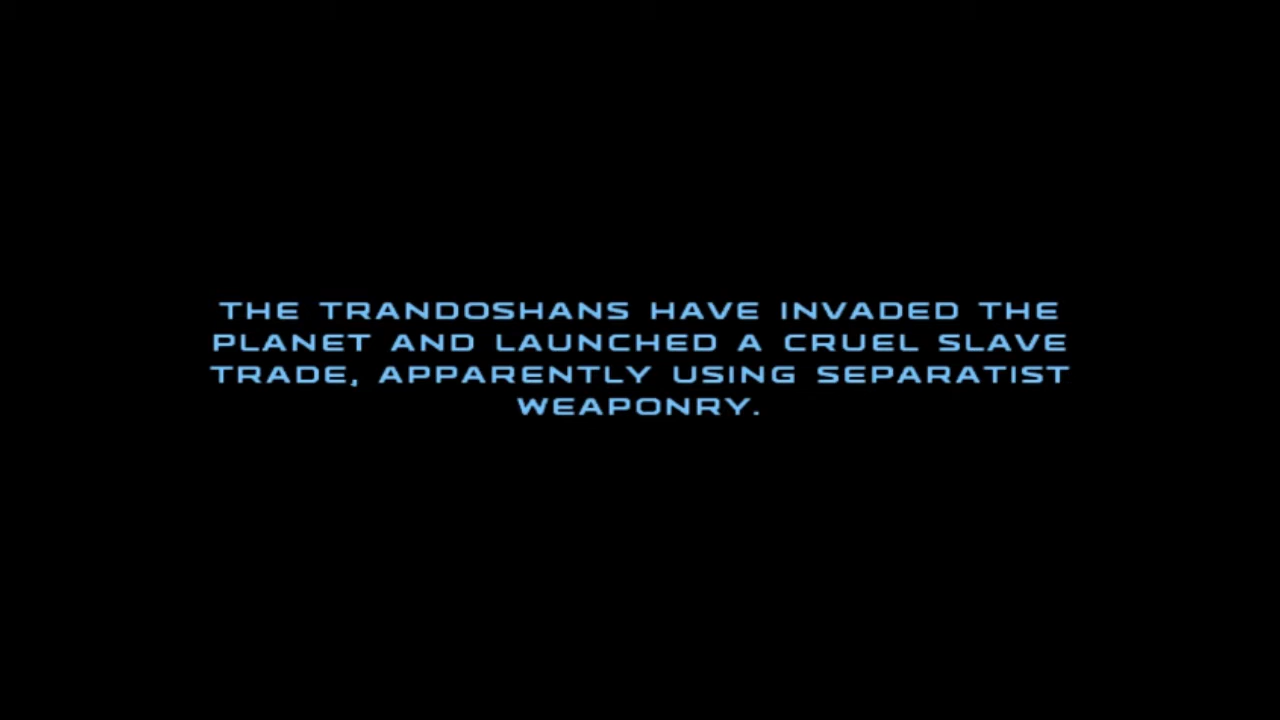 THE TRANDOSHANS HAVE INVADED THE
PLANET AND LAUNCHED A CRUEL SLAVE
TRADE, APPARENTLY USING SEPARATIST
WEAPONRY.